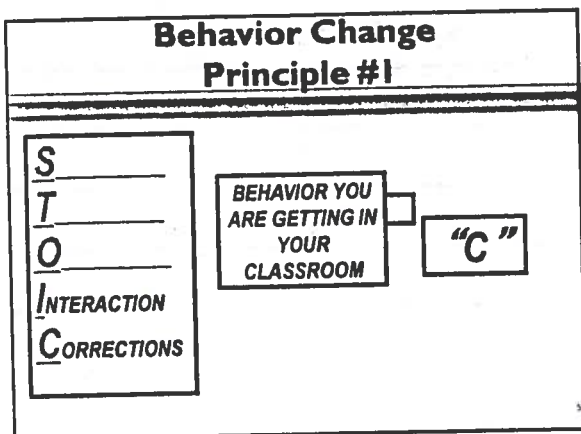 Behavior Change
Principle #1
S
T
O
INTERACTION
CORRECTIONS
BEHAVIOR YOU
ARE GETTING IN
YOUR
CLASSROOM
"C"